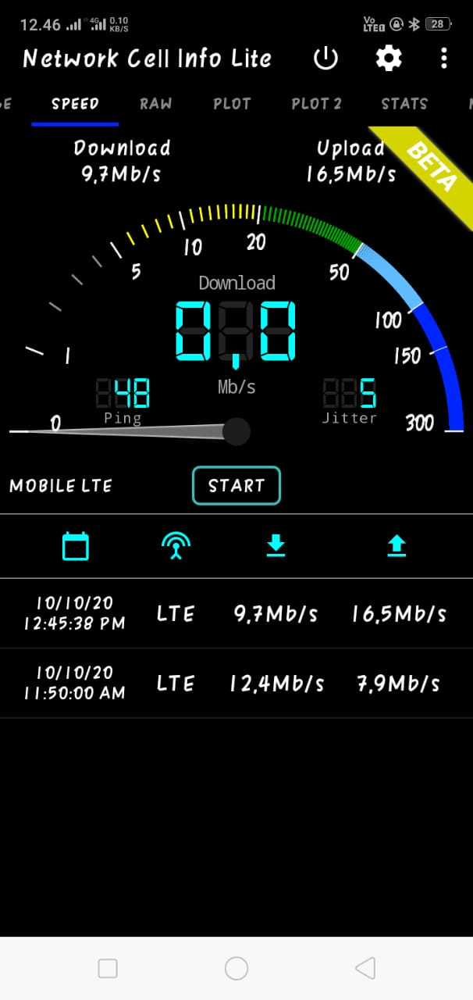 12.46 4G 0.10 KB/S Vo LTE 28
Network Cell Info Lite
E SPEED RAW PLOT PLOT 2 STATS
Download Upload
9,7Mb/s 16,5Mb/s
BETA
0 1 5 10 20 50 100 150 300
Download
0.0
Mb/s
48
Ping
5
Jitter
MOBILE LTE START
10/10/20
12:45:38 PM LTE 9,7Mb/s 16,5Mb/s
10/10/20
11:50:00 AM LTE 12,4Mb/s 7,9Mb/s